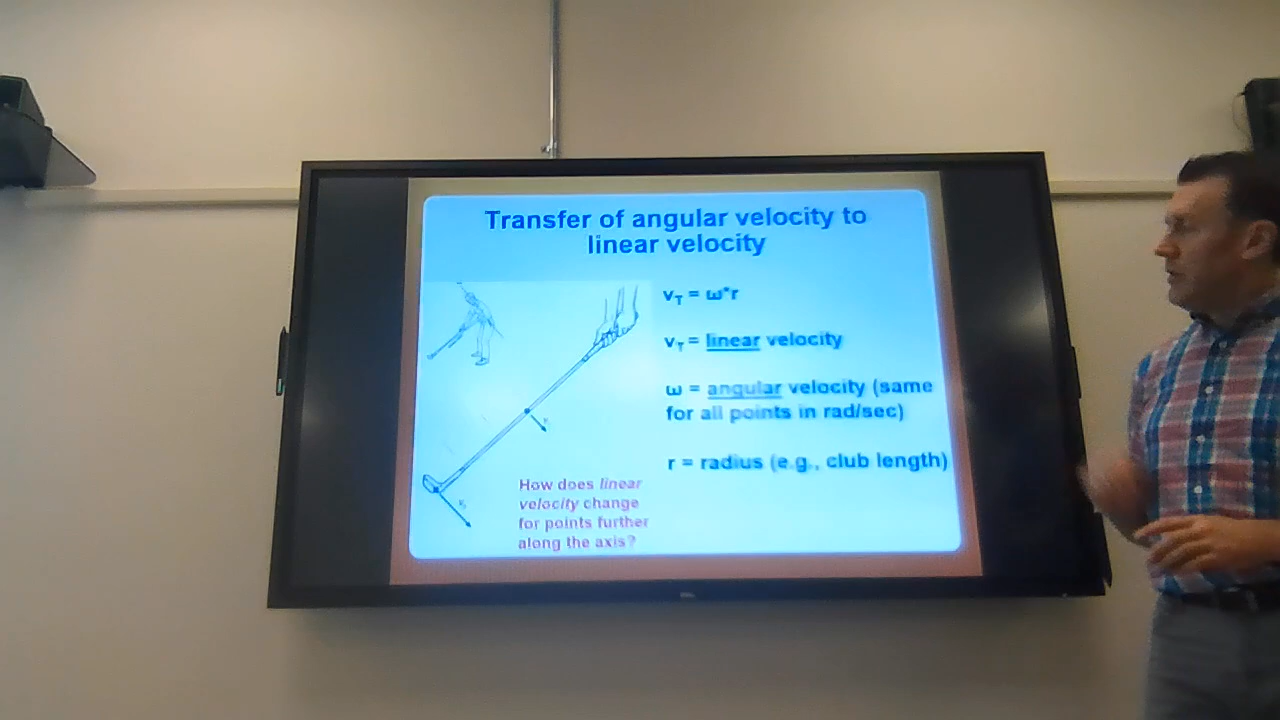 Transfer of angular velocity to
linear velocity
vT = ω*r
vT = linear velocity
ω = angular velocity (same
for all points in rad/sec)
r = radius (e.g., club length)
How does linear
velocity change
for points further
along the axis?